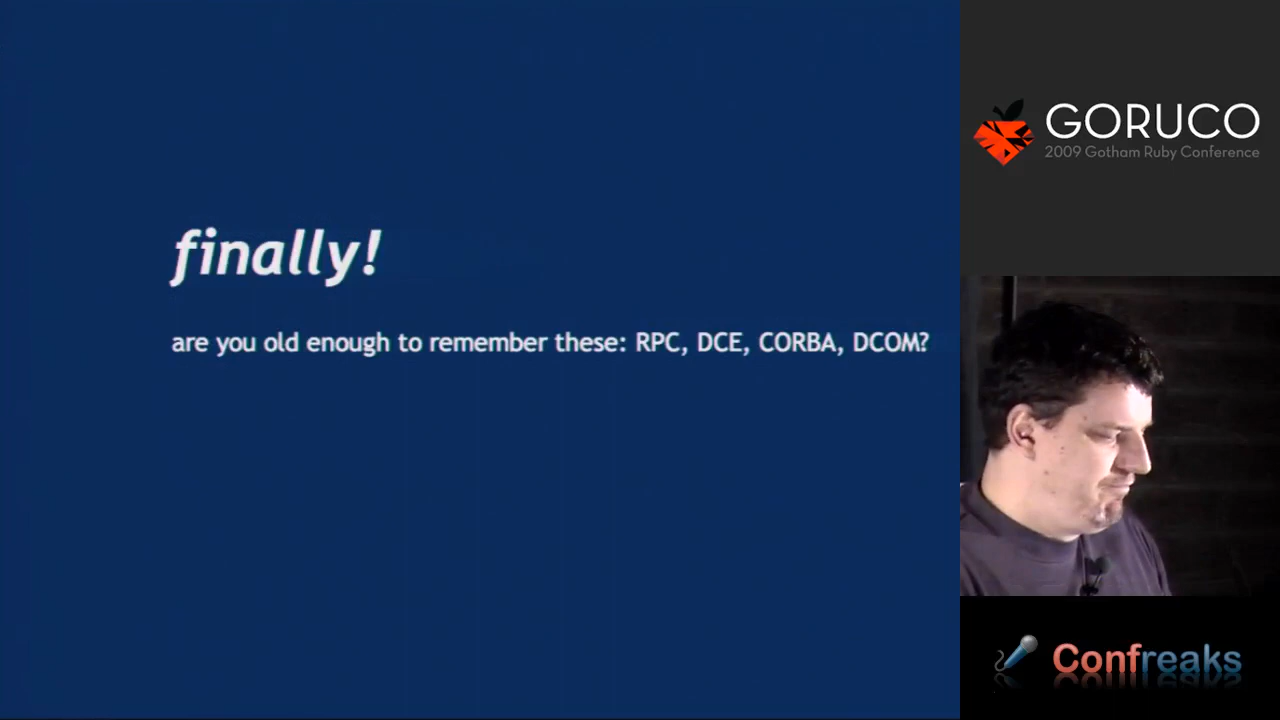 finally!
are you old enough to remember these: RPC, DCE, CORBA, DCOM?
GORUCO
2009 Gotham Ruby Conference
Confreaks